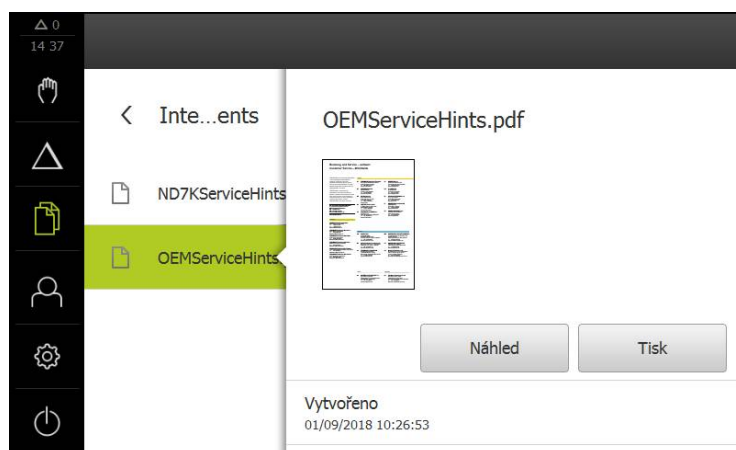 0
14 37
Inte...ents
OEMServiceHints.pdf
ND7KServiceHints
OEMServiceHints
Náhled
Tisk
Vytvořeno
01/09/2018 10:26:53